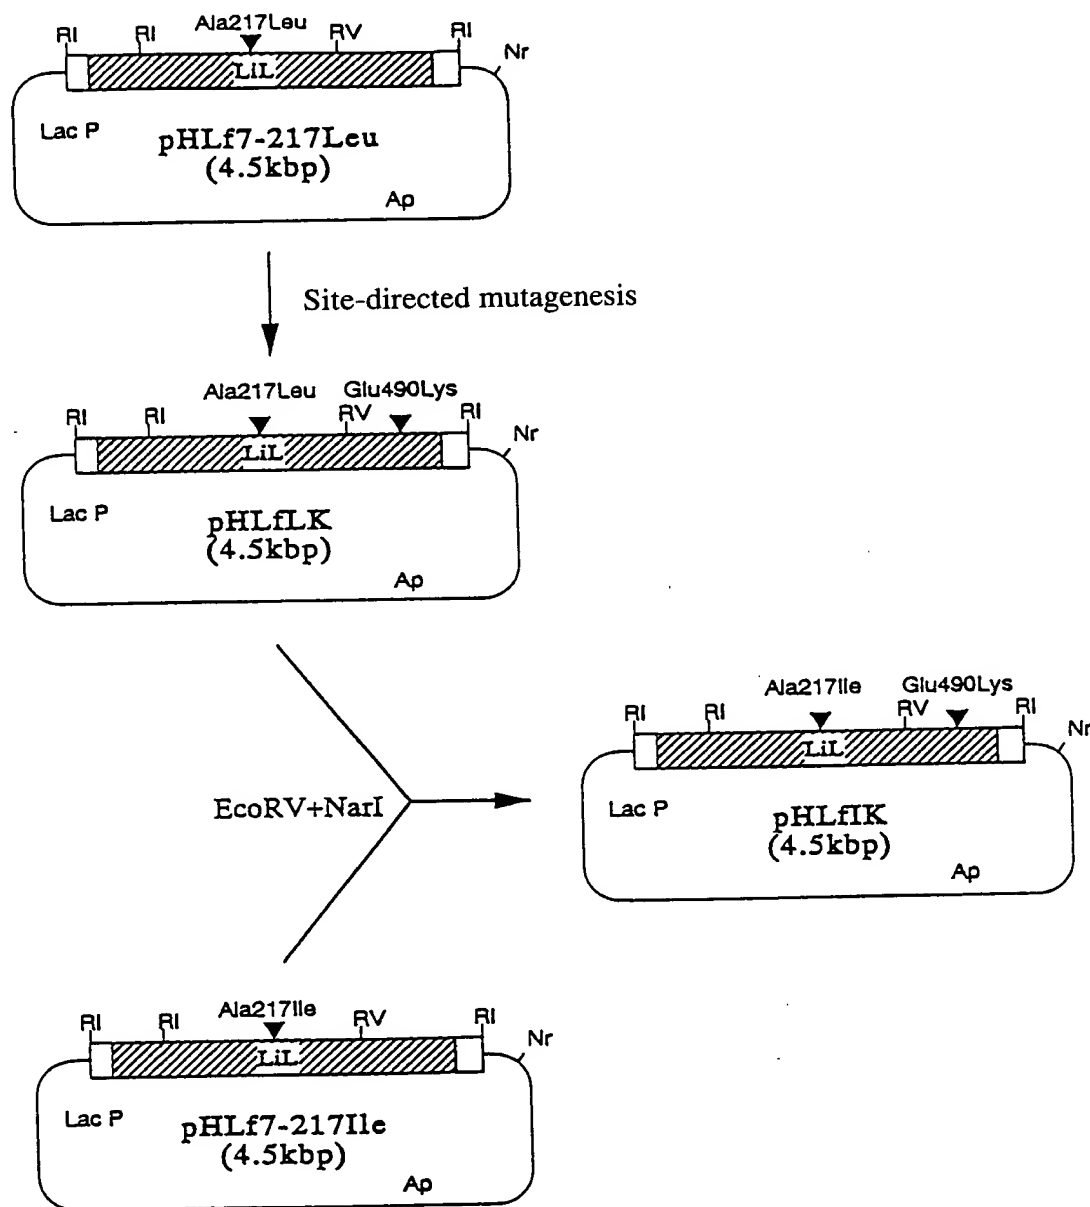 RI RI Ala217Leu RV RI Nr
LiL
Lac P
pHLf7-217Leu
(4.5kbp)
Ap
Site-directed mutagenesis
RI RI Ala217Leu RV Glu490Lys RI Nr
LiL
Lac P
pHLfLK
(4.5kbp)
Ap
EcoRV+NarI
RI RI Ala217Ile RV Glu490Lys RI Nr
LiL
Lac P
pHLfIK
(4.5kbp)
Ap
RI RI Ala217Ile RV RI Nr
LiL
Lac P
pHLf7-217Ile
(4.5kbp)
Ap